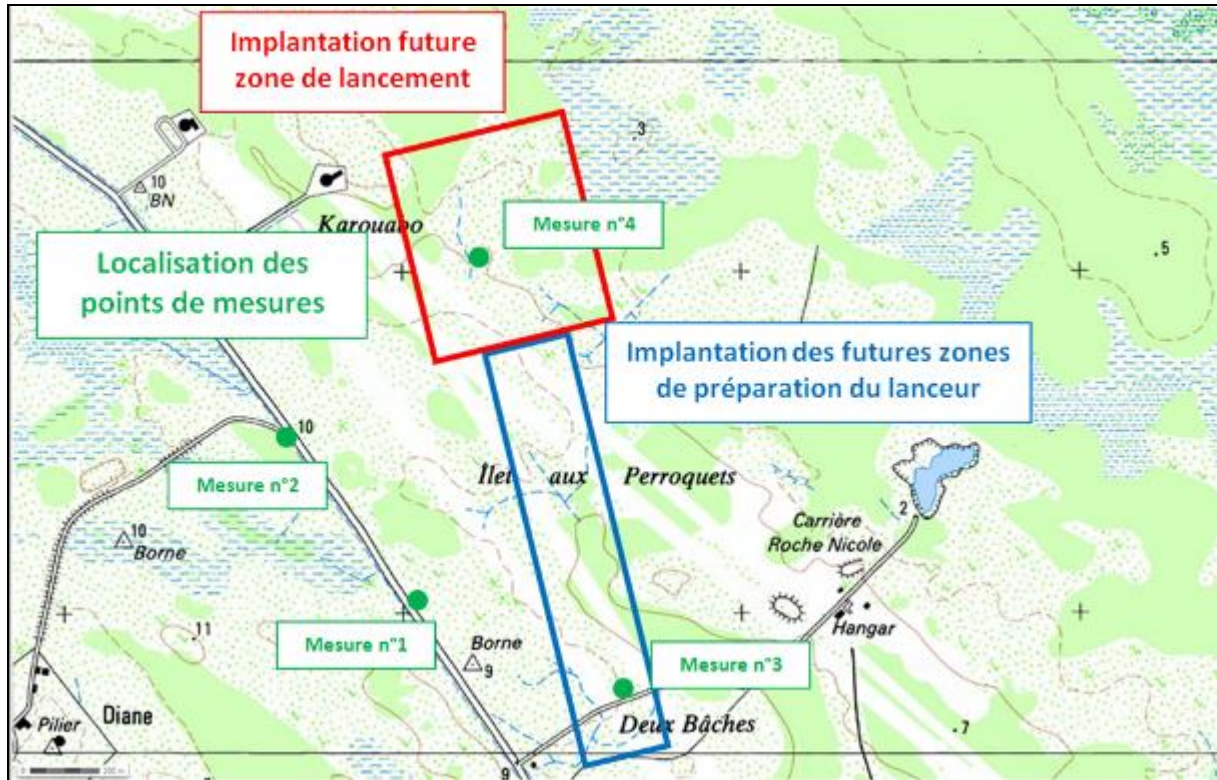 Implantation future
zone de lancement
3
10
BN
Karouabo
Mesure n°4
Localisation des
points de mesures
5
Implantation des futures zones
de préparation du lanceur
10
Mesure n°2
Îlet aux Perroquets
2
Carrière
Roche Nicole
10
Borne
11
Mesure n°1
Borne
9
Hangar
Mesure n°3
Diane
Pilier
Deux Bâches
7
9
0
200 m